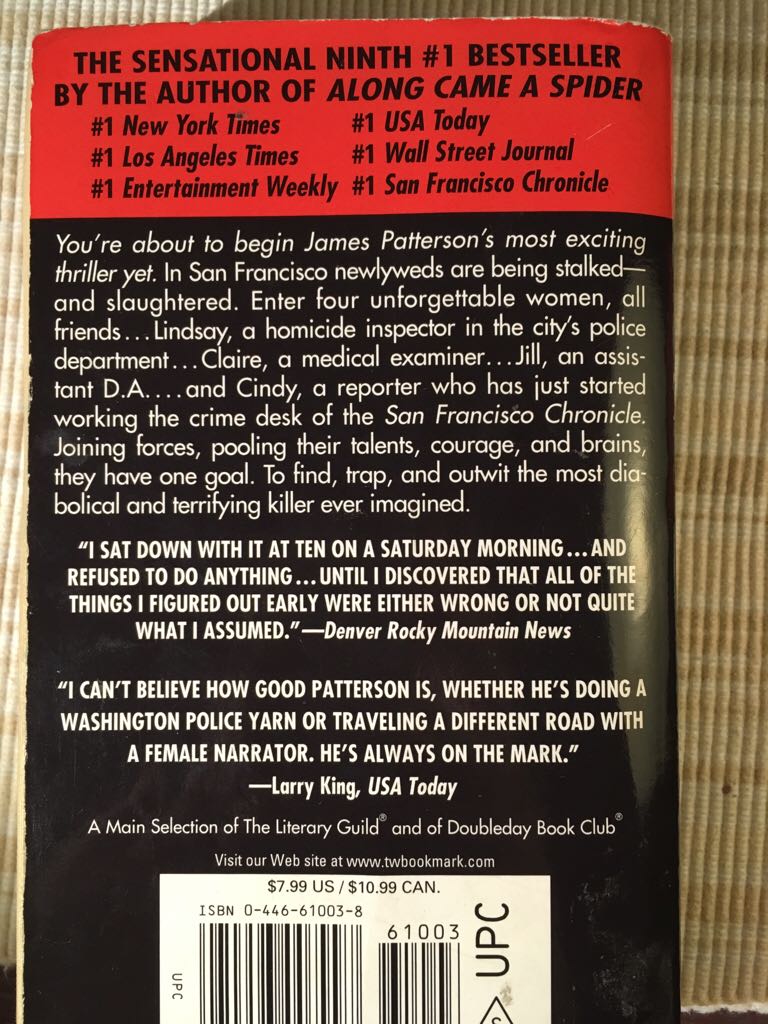 THE SENSATIONAL NINTH #1 BESTSELLER
BY THE AUTHOR OF ALONG CAME A SPIDER
#1 New York Times #1 USA Today
#1 Los Angeles Times #1 Wall Street Journal
#1 Entertainment Weekly #1 San Francisco Chronicle
You're about to begin James Patterson's most exciting
thriller yet. In San Francisco newlyweds are being stalked—
and slaughtered. Enter four unforgettable women, all
friends...Lindsay, a homicide inspector in the city's police
department...Claire, a medical examiner...Jill, an assis-
tant D.A....and Cindy, a reporter who has just started
working the crime desk of the San Francisco Chronicle.
Joining forces, pooling their talents, courage, and brains,
they have one goal. To find, trap, and outwit the most dia-
bolical and terrifying killer ever imagined.
"I SAT DOWN WITH IT AT TEN ON A SATURDAY MORNING...AND
REFUSED TO DO ANYTHING...UNTIL I DISCOVERED THAT ALL OF THE
THINGS I FIGURED OUT EARLY WERE EITHER WRONG OR NOT QUITE
WHAT I ASSUMED."—Denver Rocky Mountain News
"I CAN'T BELIEVE HOW GOOD PATTERSON IS, WHETHER HE'S DOING A
WASHINGTON POLICE YARN OR TRAVELING A DIFFERENT ROAD WITH
A FEMALE NARRATOR. HE'S ALWAYS ON THE MARK."
—Larry King, USA Today
A Main Selection of The Literary Guild® and of Doubleday Book Club®
Visit our Web site at www.twbookmark.com
$7.99 US / $10.99 CAN.
ISBN 0-446-61003-8
61003
UPC
UPC
S